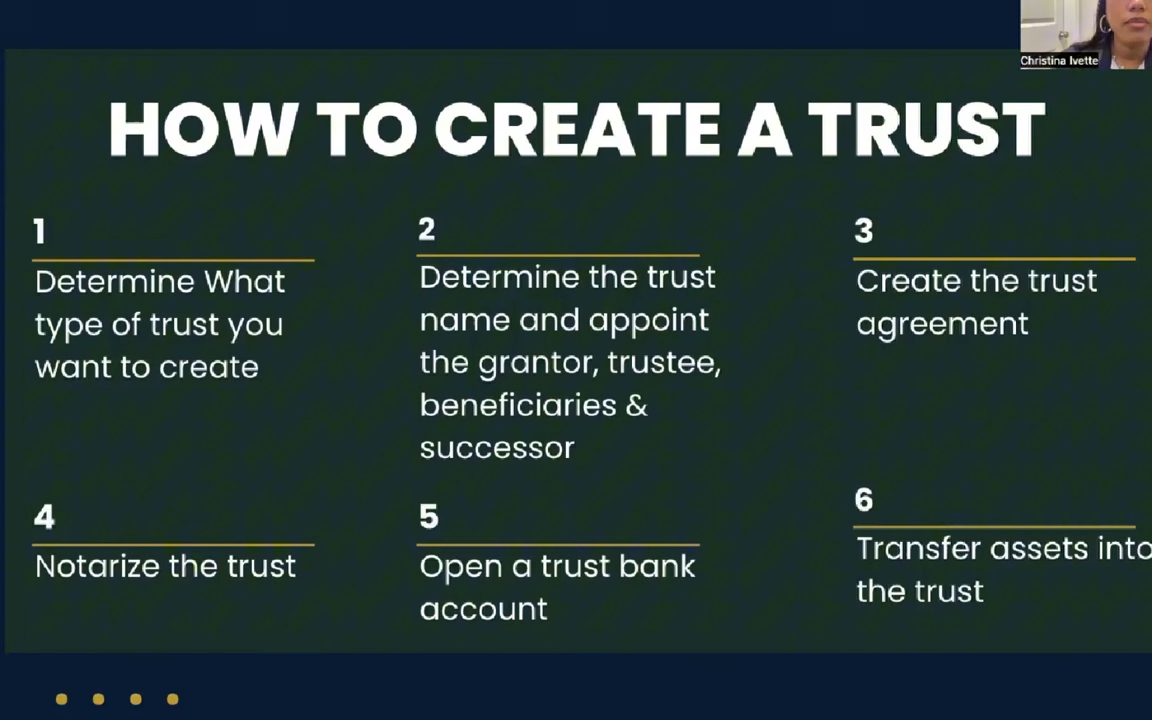 Christina Ivette
HOW TO CREATE A TRUST
1
Determine What
type of trust you
want to create
2
Determine the trust
name and appoint
the grantor, trustee,
beneficiaries &
successor
3
Create the trust
agreement
4
Notarize the trust
5
Open a trust bank
account
6
Transfer assets into
the trust